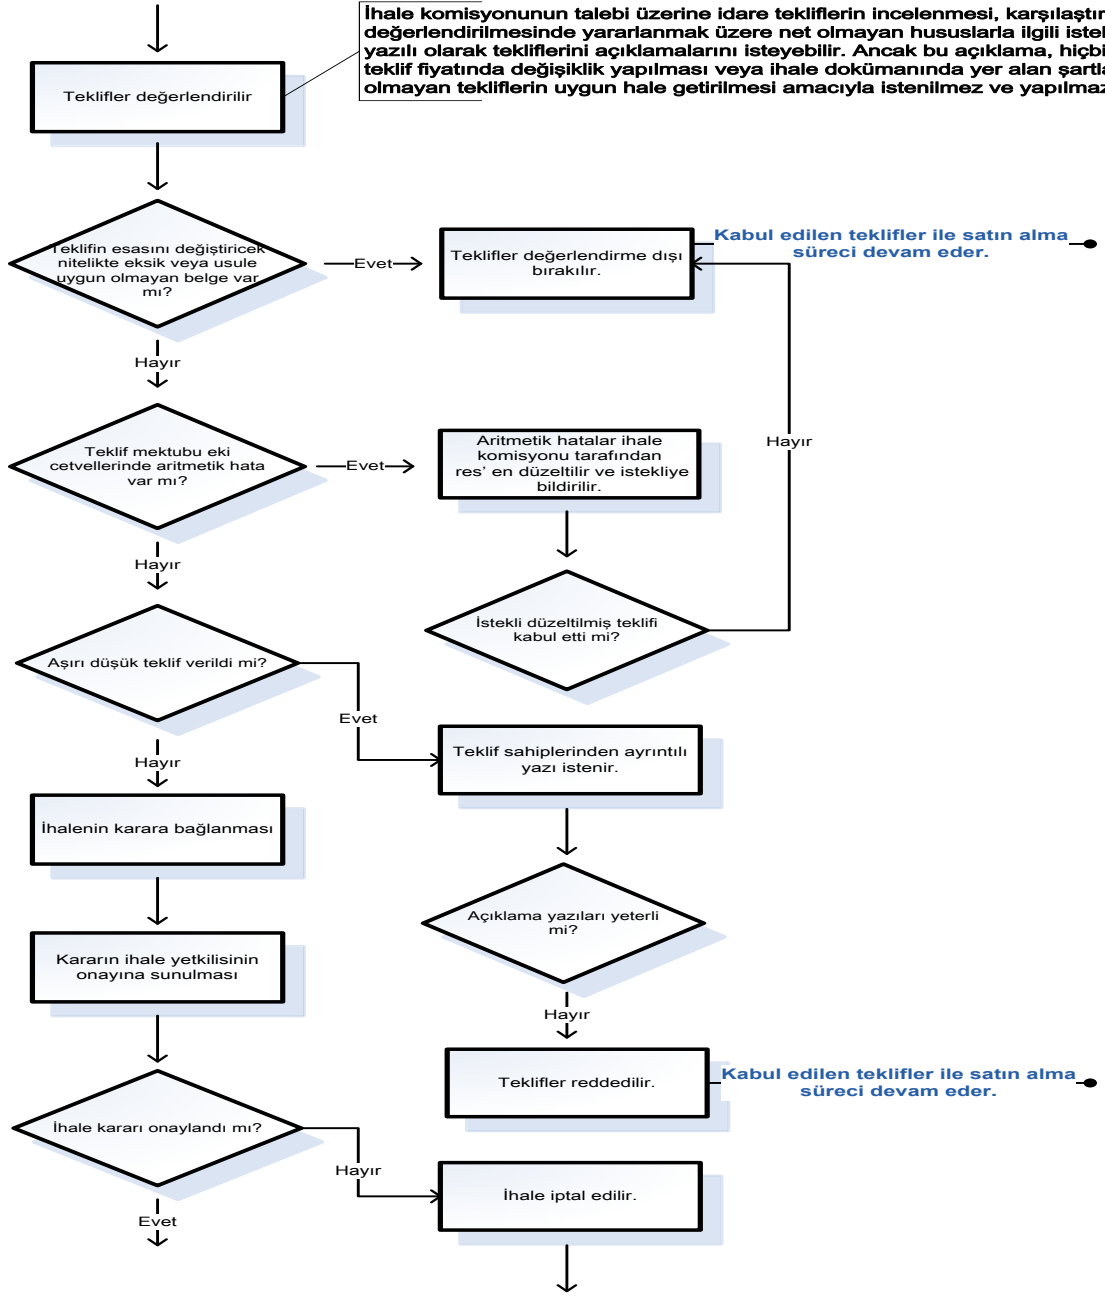 İhale komisyonunun talebi üzerine idare tekliflerin incelenmesi,
değerlendirilmesinde yararlanmak üzere net olmayan hususlarla ilgili
yazılı olarak tekliflerini açıklamalarını isteyebilir. Ancak bu açıklama,
teklif fiyatında değişiklik yapılması veya ihale dokümanında yer alan
olmayan tekliflerin uygun hale getirilmesi amacıyla istenilmez ve yapılmaz
Teklifler değerlendirilir
Teklifin esasını değiştiricek
nitelikte eksik veya usule
uygun olmayan belge var
mı?
Evet
Teklifler değerlendirme dışı
bırakılır.
Kabul edilen teklifler ile satın alma
süreci devam eder.
Hayır
Teklif mektubu eki
cetvellerinde aritmetik hata
var mı?
Evet
Aritmetik hatalar ihale
komisyonu tarafından
res' en düzeltilir ve istekliye
bildirilir.
Hayır
Hayır
İstekli düzeltilmiş teklifi
kabul etti mi?
Aşırı düşük teklif verildi mi?
Evet
Teklif sahiplerinden ayrıntılı
yazı istenir.
Hayır
İhalenin karara bağlanması
Açıklama yazıları yeterli
mi?
Kararın ihale yetkilisinin
onayına sunulması
Hayır
Teklifler reddedilir.
Kabul edilen teklifler ile satın alma
süreci devam eder.
İhale kararı onaylandı mı?
Hayır
İhale iptal edilir.
Evet